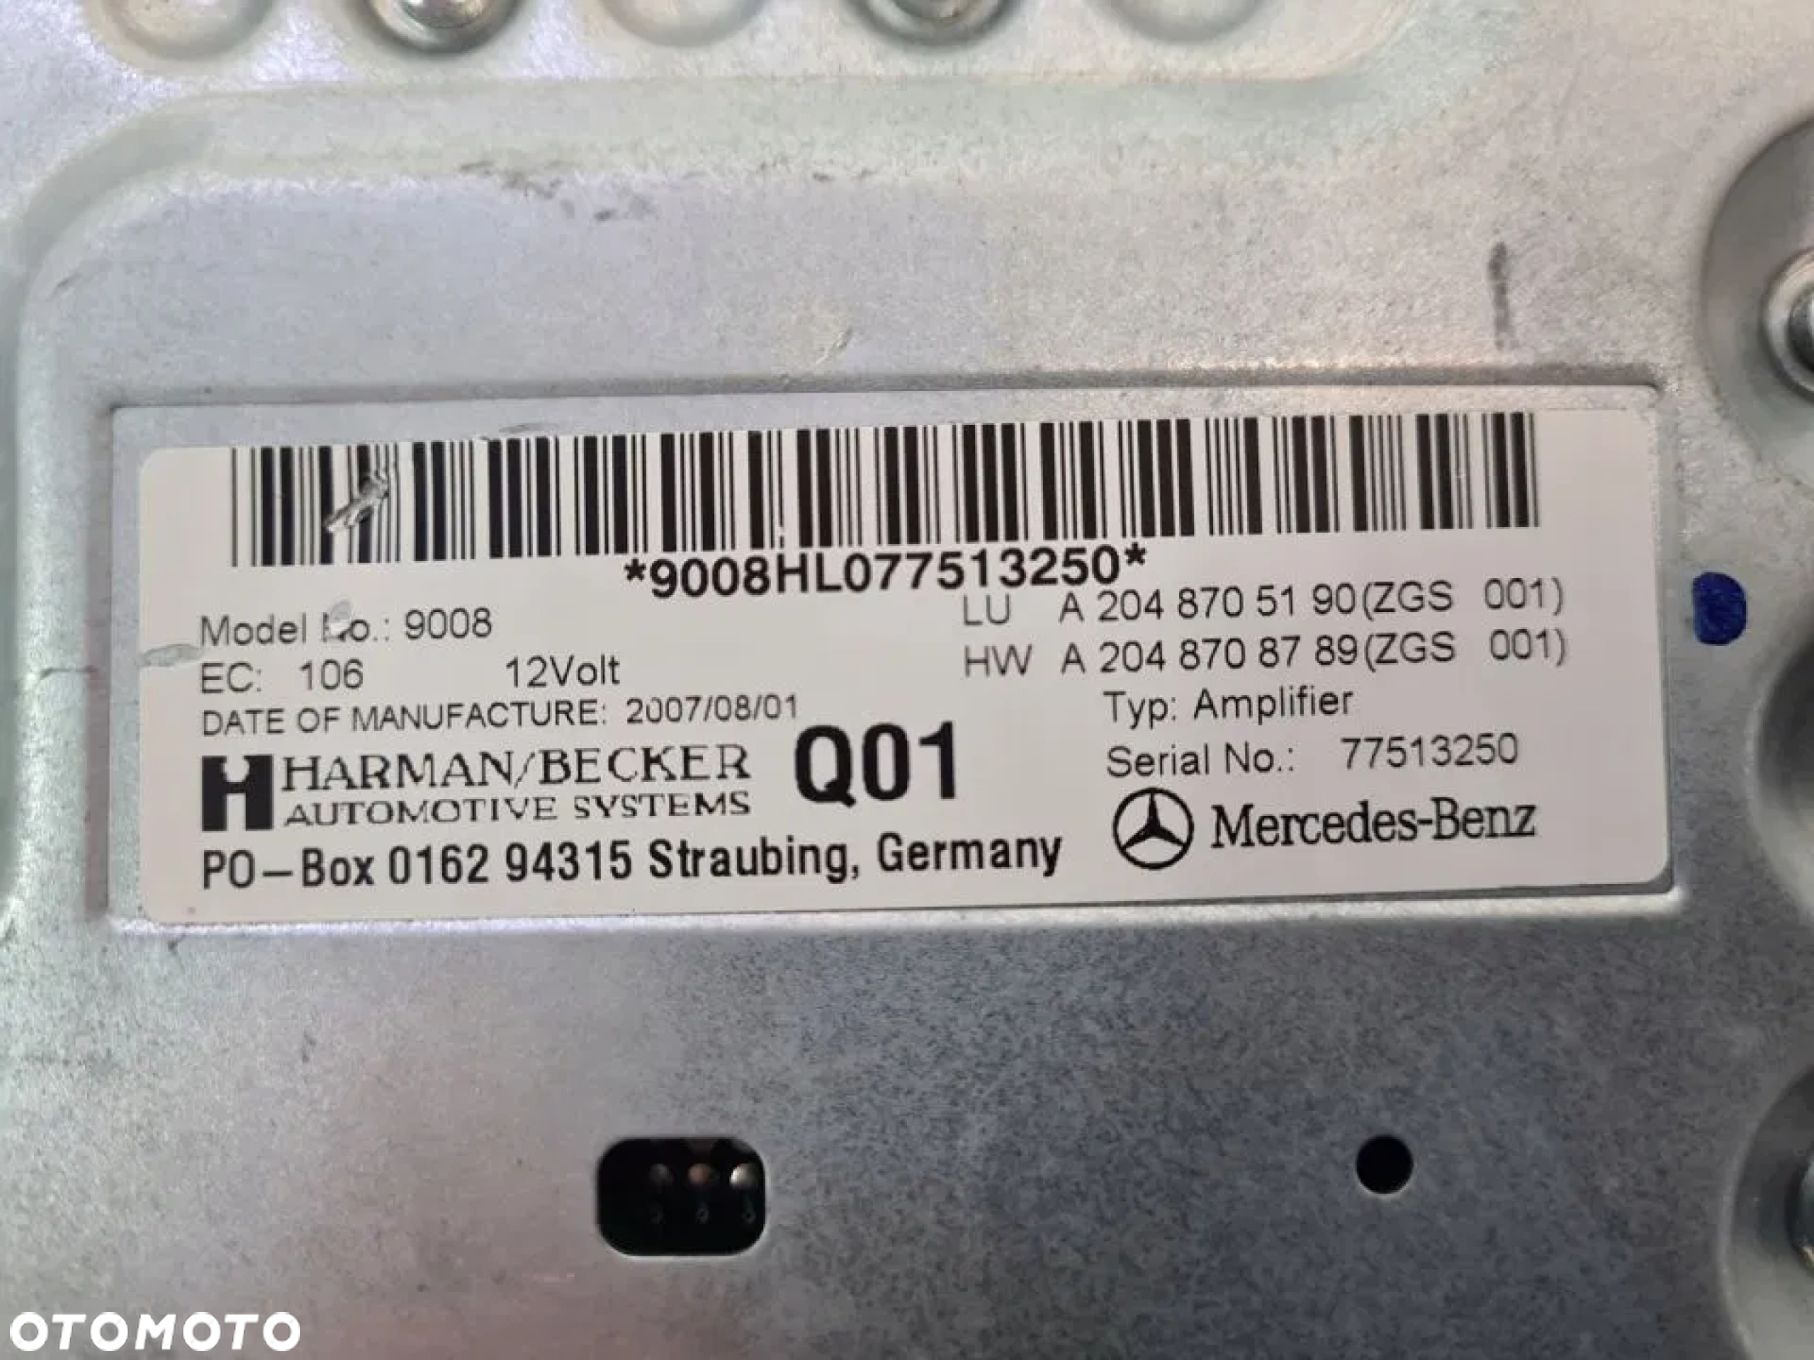 *9008HL077513250*
Model No.: 9008
LU A 204 870 51 90(ZGS 001)
EC: 106 12Volt
HW A 204 870 87 89(ZGS 001)
DATE OF MANUFACTURE: 2007/08/01
Typ: Amplifier
HARMAN/BECKER
AUTOMOTIVE SYSTEMS
Q01
Serial No.: 77513250
PO-Box 0162 94315 Straubing, Germany
Mercedes-Benz
OTOMOTO